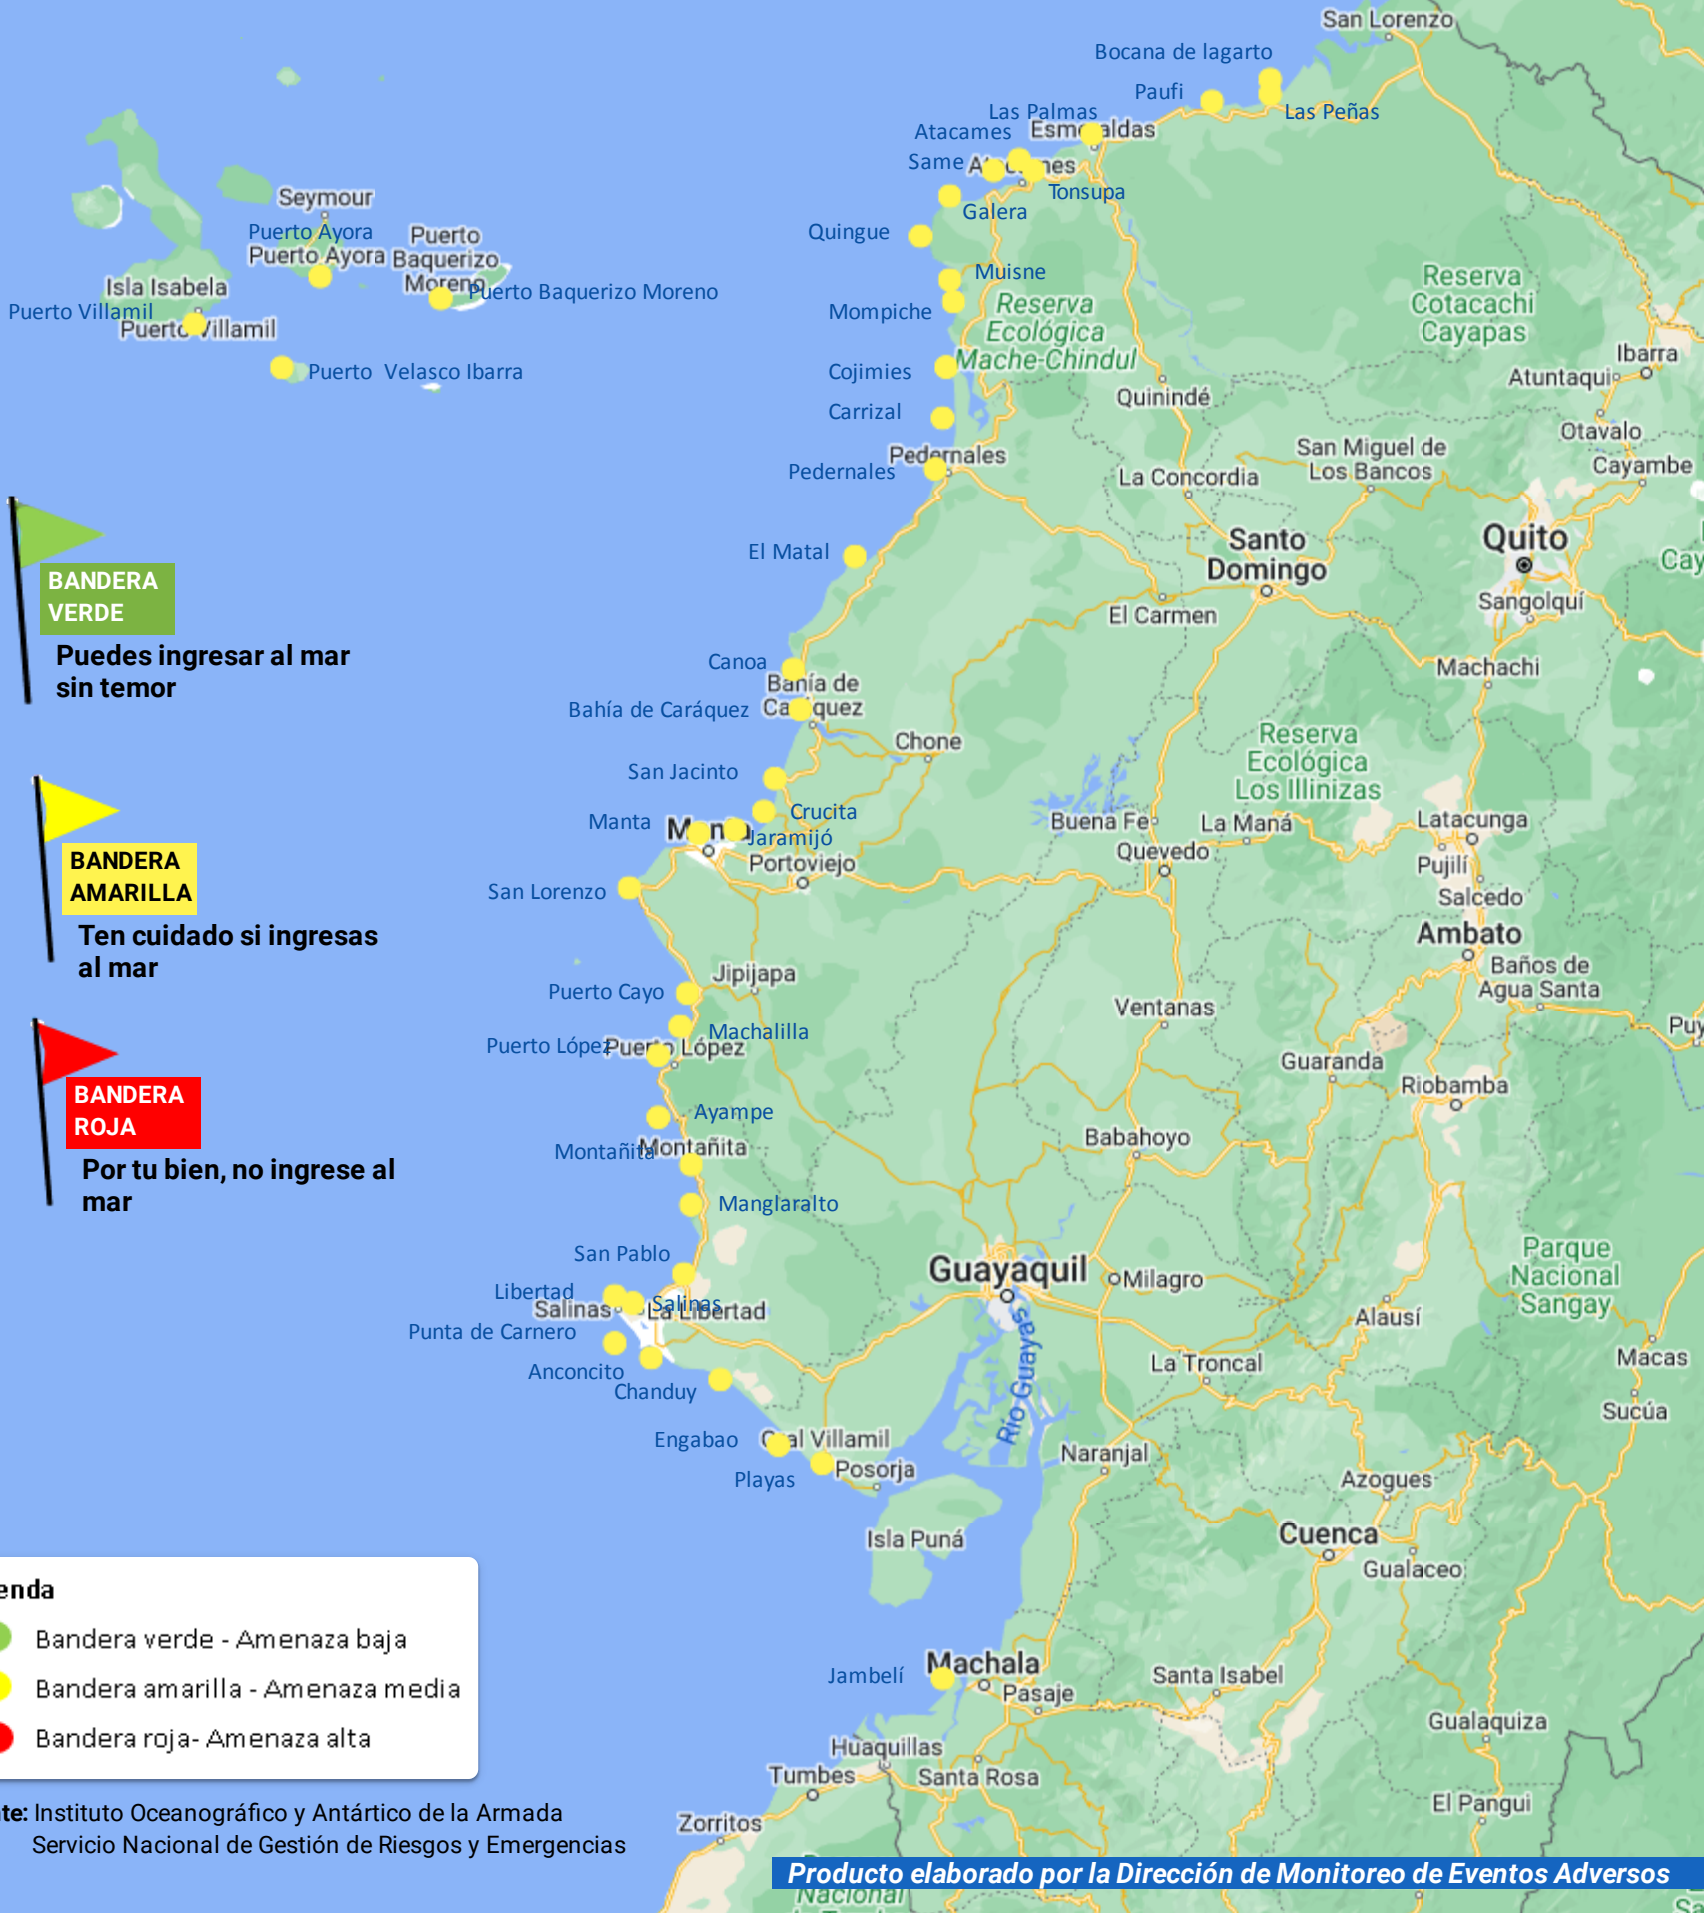 San Lorenzo
Bocana de lagarto
Paufi
Las Palmas
Las Peñas
Atacames
Same
Tonsupa
Galera
Quingue
Muisne
Mompiche
Reserva
Ecológica
Mache-Chindul
Cojimies
Carrizal
Pedernales
Pedernales
Quinindé
Reserva
Cotacachi
Cayapas
Ibarra
Atuntaqui
Otavalo
Cayambe
San Miguel de
Los Bancos
La Concordia
Seymour
Puerto Ayora
Puerto Ayora
Puerto
Baquerizo
Moreno
Puerto Baquerizo Moreno
Isla Isabela
Puerto Villamil
Puerto Villamil
Puerto Velasco Ibarra
BANDERA
VERDE
Puedes ingresar al mar
sin temor
BANDERA
AMARILLA
Ten cuidado si ingresas
al mar
BANDERA
ROJA
Por tu bien, no ingrese al
mar
El Matal
Santo
Domingo
Quito
El Carmen
Sangolquí
Machachi
Canoa
Bahía de
Bahía de Caráquez
Chone
San Jacinto
Crucita
Manta
Jaramijó
Portoviejo
San Lorenzo
Reserva
Ecológica
Los Illinizas
Buena Fe
La Maná
Quevedo
Latacunga
Pujilí
Salcedo
Ambato
Baños de
Agua Santa
Jipijapa
Puerto Cayo
Machalilla
Puerto López
Puerto López
Ayampe
Montañita
Montañita
Manglaralto
Ventanas
Guaranda
Riobamba
Babahoyo
San Pablo
Libertad
Salinas
Salinas
La Libertad
Punta de Carnero
Anconcito
Chanduy
Engabao
Playas
Posorja
Guayaquil
Milagro
Río Guayas
Parque
Nacional
Sangay
Alausí
La Troncal
Macas
Sucúa
Naranjal
Azogues
Isla Puná
Cuenca
Gualaceo
Jambelí
Machala
Pasaje
Santa Isabel
Gualaquiza
Huaquillas
Tumbes
Santa Rosa
El Pangui
Zorritos
enda
Bandera verde - Amenaza baja
Bandera amarilla - Amenaza media
Bandera roja- Amenaza alta
te: Instituto Oceanográfico y Antártico de la Armada
Servicio Nacional de Gestión de Riesgos y Emergencias
Producto elaborado por la Dirección de Monitoreo de Eventos Adversos
Nacional